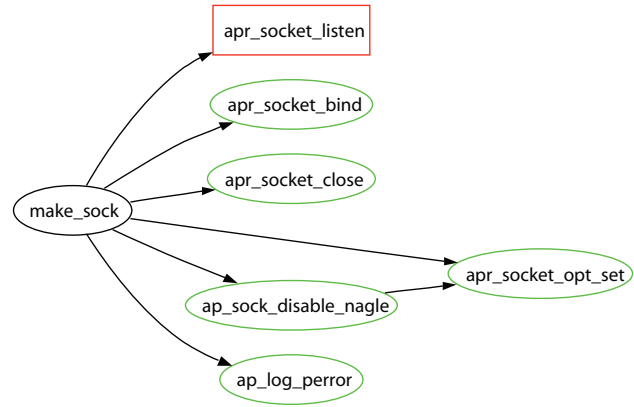 apr_socket_listen
apr_socket_bind
apr_socket_close
make_sock
apr_socket_opt_set
ap_sock_disable_nagle
ap_log_perror